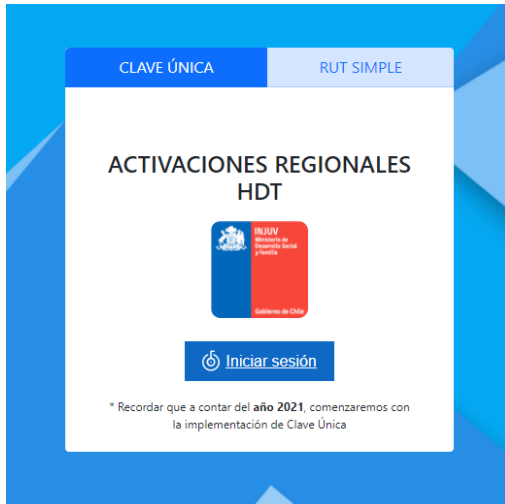 CLAVE ÚNICA
RUT SIMPLE
ACTIVACIONES REGIONALES
HDT
INJUV
Ministerio de
Desarrollo Social
y Familia
Gobierno de Chile
Iniciar sesión
* Recordar que a contar del año 2021, comenzaremos con
la implementación de Clave Única